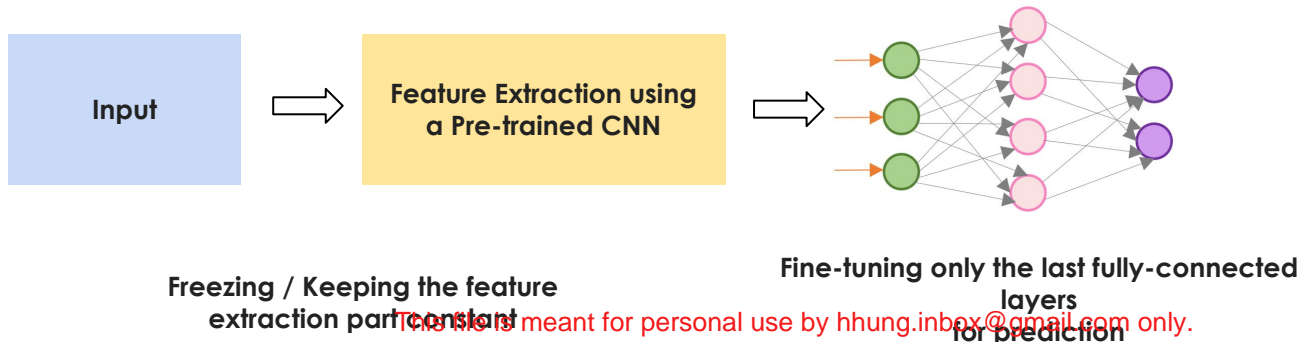 Input
Feature Extraction using
a Pre-trained CNN
Freezing / Keeping the feature
extraction part constant
Fine-tuning only the last fully-connected
layers
for prediction
This file is meant for personal use by hhung.inbox@gmail.com only.